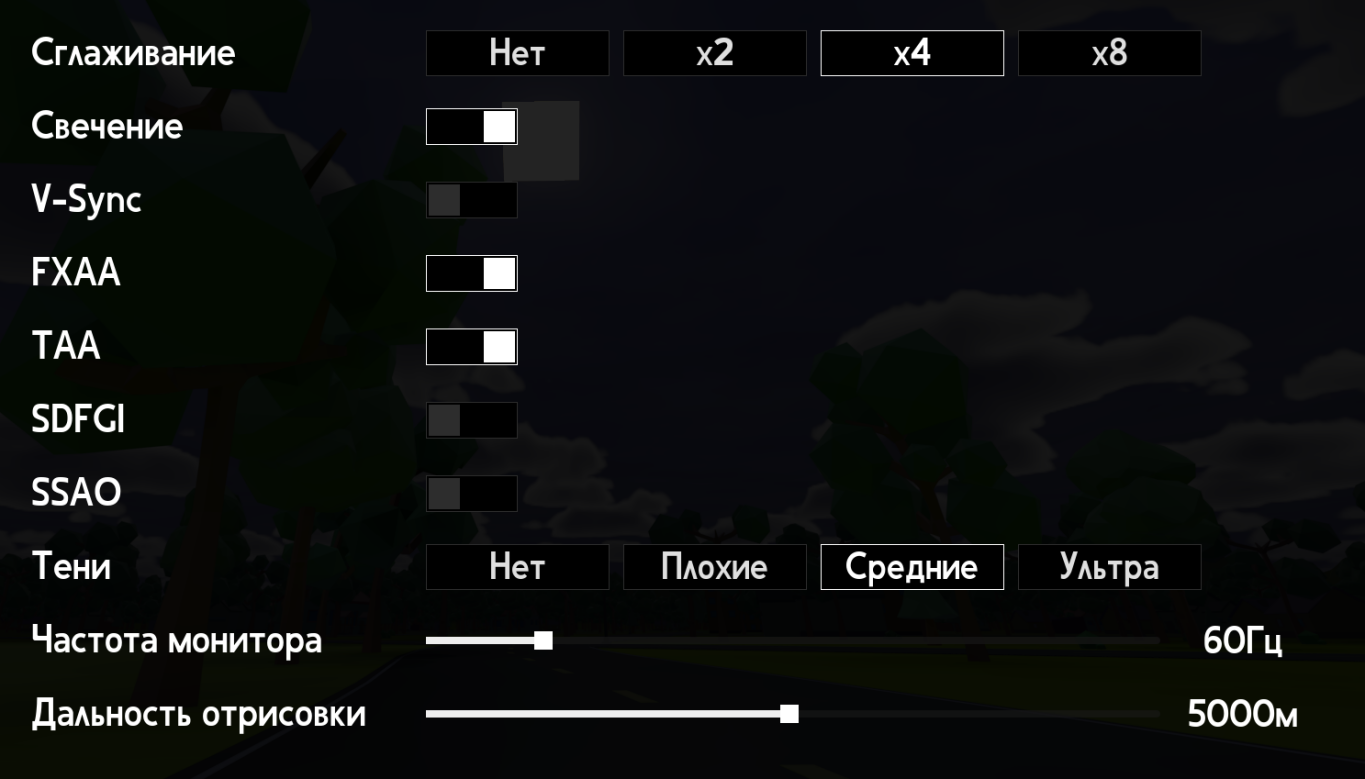 Сглаживание Нет x2 x4 x8
Свечение
V-Sync
FXAA
TAA
SDFGI
SSAO
Тени Нет Плохие Средние Ультра
Частота монитора 60Гц
Дальность отрисовки 5000м